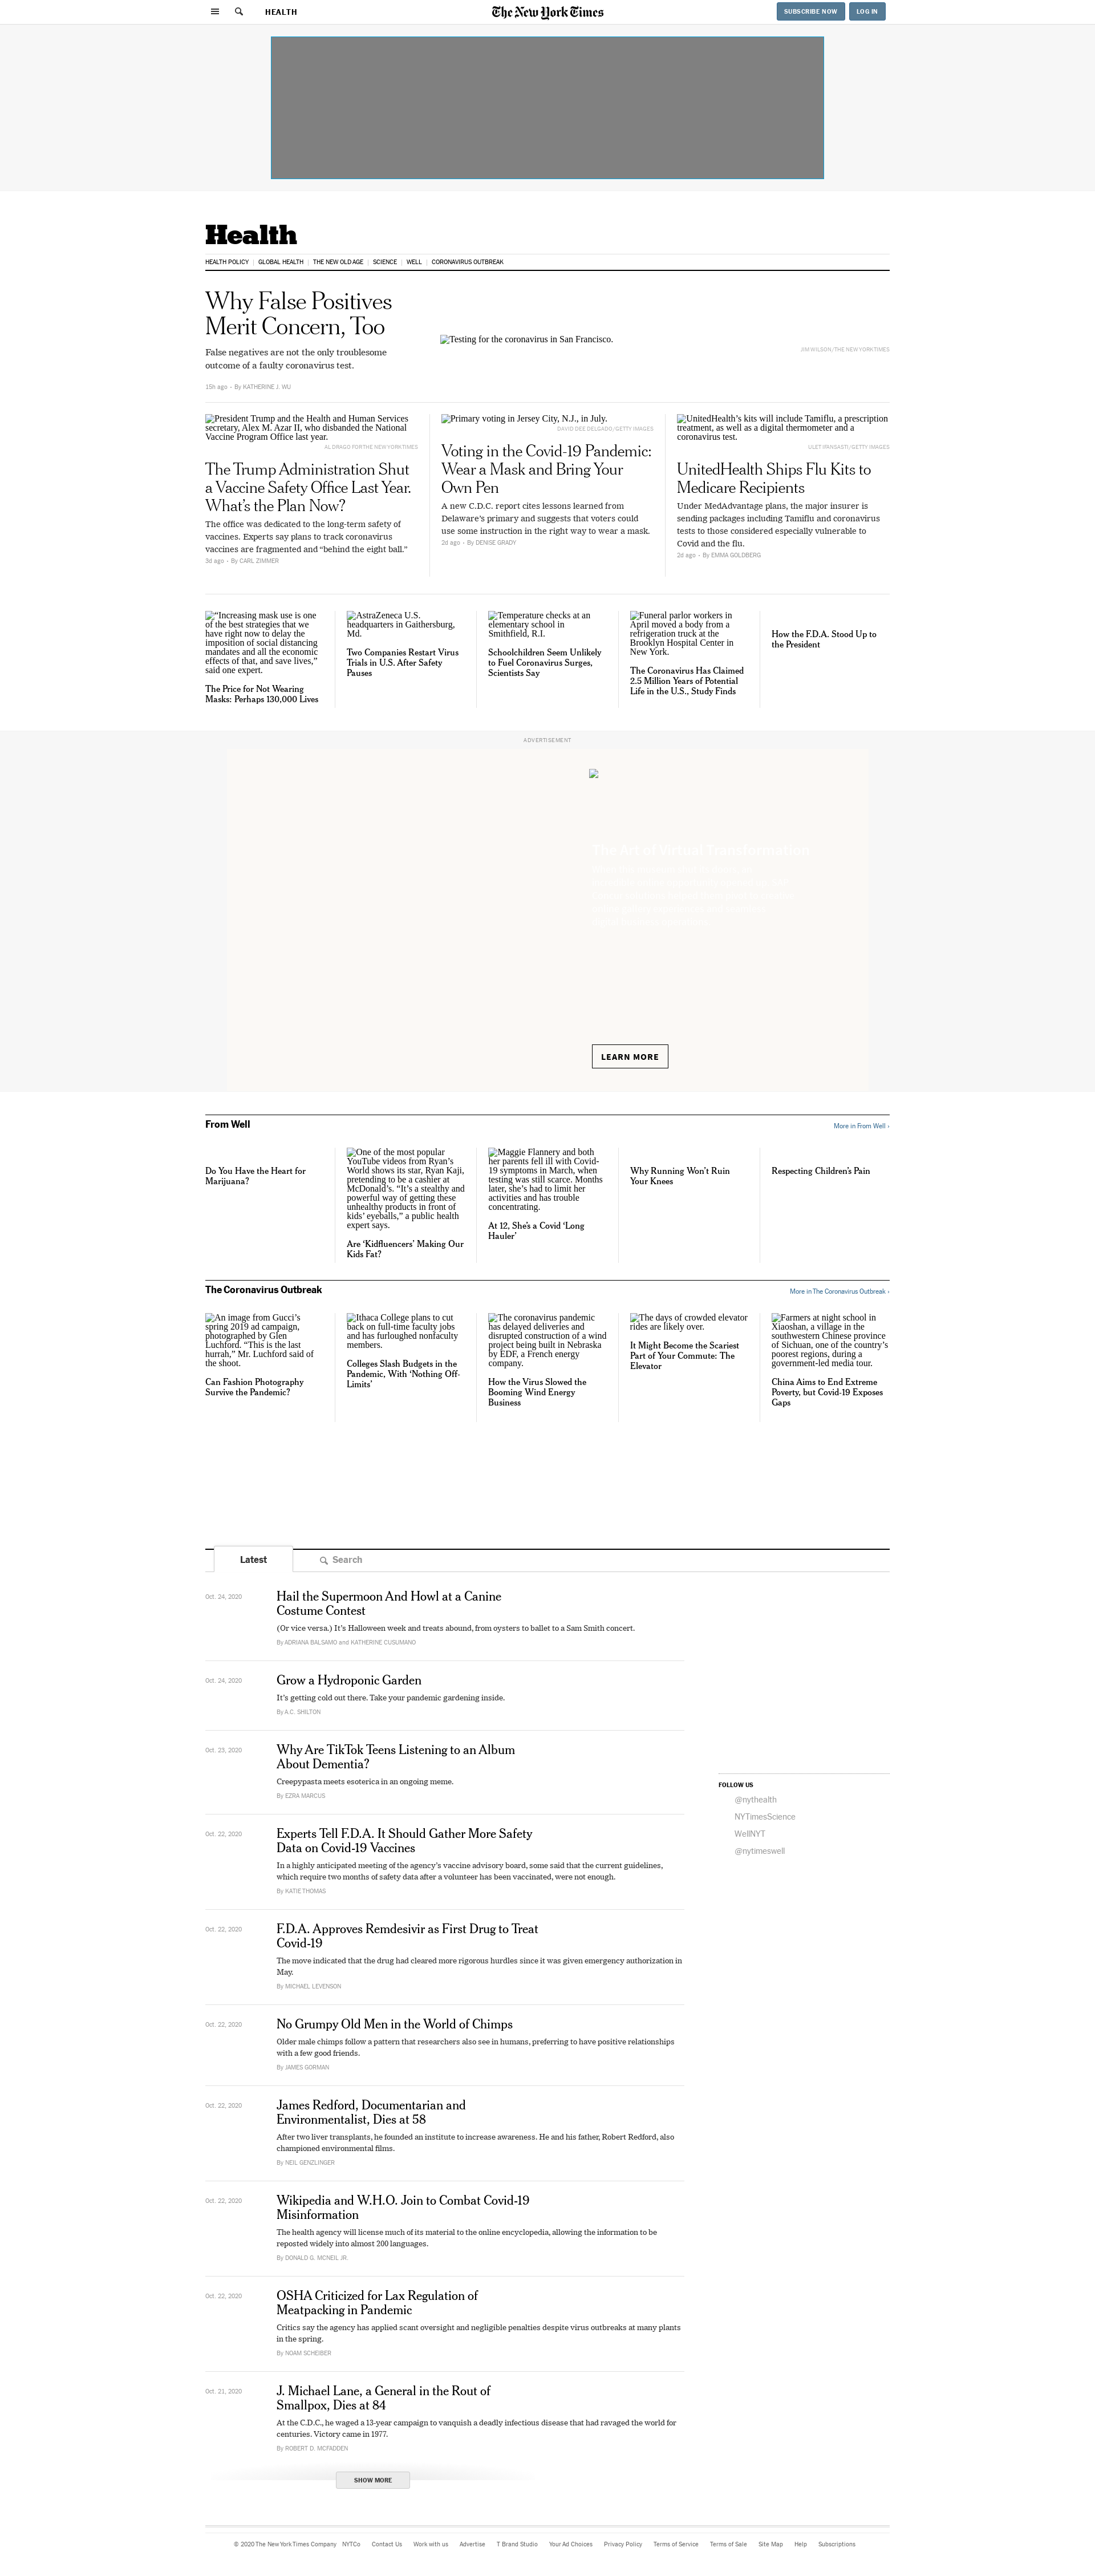 HEALTH
The New York Times
SUBSCRIBE NOW
LOG IN
Health
HEALTH POLICY
GLOBAL HEALTH
THE NEW OLD AGE
SCIENCE
WELL
CORONAVIRUS OUTBREAK
Why False Positives
Merit Concern, Too
False negatives are not the only troublesome
outcome of a faulty coronavirus test.
15h ago • By KATHERINE J. WU
Testing for the coronavirus in San Francisco.
JIM WILSON/THE NEW YORK TIMES
President Trump and the Health and Human Services
secretary, Alex M. Azar II, who disbanded the National
Vaccine Program Office last year.
AL DRAGO FOR THE NEW YORK TIMES
The Trump Administration Shut
a Vaccine Safety Office Last Year.
What's the Plan Now?
The office was dedicated to the long-term safety of
vaccines. Experts say plans to track coronavirus
vaccines are fragmented and “behind the eight ball.”
3d ago • By CARL ZIMMER
Primary voting in Jersey City, N.J., in July.
DAVID DEE DELGADO/GETTY IMAGES
Voting in the Covid-19 Pandemic:
Wear a Mask and Bring Your
Own Pen
A new C.D.C. report cites lessons learned from
Delaware's primary and suggests that voters could
use some instruction in the right way to wear a mask.
2d ago • By DENISE GRADY
UnitedHealth's kits will include Tamiflu, a prescription
treatment, as well as a digital thermometer and a
coronavirus test.
ULET IFANSASTI/GETTY IMAGES
UnitedHealth Ships Flu Kits to
Medicare Recipients
Under MedAdvantage plans, the major insurer is
sending packages including Tamiflu and coronavirus
tests to those considered especially vulnerable to
Covid and the flu.
2d ago • By EMMA GOLDBERG
“Increasing mask use is one
of the best strategies that we
have right now to delay the
imposition of social distancing
mandates and all the economic
effects of that, and save lives,”
said one expert.
The Price for Not Wearing
Masks: Perhaps 130,000 Lives
AstraZeneca U.S.
headquarters in Gaithersburg,
Md.
Two Companies Restart Virus
Trials in U.S. After Safety
Pauses
Temperature checks at an
elementary school in
Smithfield, R.I.
Schoolchildren Seem Unlikely
to Fuel Coronavirus Surges,
Scientists Say
Funeral parlor workers in
April moved a body from a
refrigeration truck at the
Brooklyn Hospital Center in
New York.
The Coronavirus Has Claimed
2.5 Million Years of Potential
Life in the U.S., Study Finds
How the F.D.A. Stood Up to
the President
ADVERTISEMENT
The Art of Virtual Transformation
LEARN MORE
From Well
More in From Well ›
Do You Have the Heart for
Marijuana?
One of the most popular
YouTube videos from Ryan's
World shows its star, Ryan Kaji,
pretending to be a cashier at
McDonald's. “It's a stealthy and
powerful way of getting these
unhealthy products in front of
kids' eyeballs,” a public health
expert says.
Are ‘Kidfluencers’ Making Our
Kids Fat?
Maggie Flannery and both
her parents fell ill with Covid-
19 symptoms in March, when
testing was still scarce. Months
later, she's had to limit her
activities and has trouble
concentrating.
At 12, She's a Covid ‘Long
Hauler’
Why Running Won't Ruin
Your Knees
Respecting Children's Pain
The Coronavirus Outbreak
More in The Coronavirus Outbreak ›
An image from Gucci's
spring 2019 ad campaign,
photographed by Glen
Luchford. “This is the last
hurrah,” Mr. Luchford said of
the shoot.
Can Fashion Photography
Survive the Pandemic?
Ithaca College plans to cut
back on full-time faculty jobs
and has furloughed nonfaculty
members.
Colleges Slash Budgets in the
Pandemic, With ‘Nothing Off-
Limits’
The coronavirus pandemic
has delayed deliveries and
disrupted construction of a wind
project being built in Nebraska
by EDF, a French energy
company.
How the Virus Slowed the
Booming Wind Energy
Business
The days of crowded elevator
rides are likely over.
It Might Become the Scariest
Part of Your Commute: The
Elevator
Farmers at night school in
Xiaoshan, a village in the
southwestern Chinese province
of Sichuan, one of the country's
poorest regions, during a
government-led media tour.
China Aims to End Extreme
Poverty, but Covid-19 Exposes
Gaps
Latest
Search
Oct. 24, 2020
Hail the Supermoon And Howl at a Canine
Costume Contest
(Or vice versa.) It's Halloween week and treats abound, from oysters to ballet to a Sam Smith concert.
By ADRIANA BALSAMO and KATHERINE CUSUMANO
Oct. 24, 2020
Grow a Hydroponic Garden
It's getting cold out there. Take your pandemic gardening inside.
By A.C. SHILTON
Oct. 23, 2020
Why Are TikTok Teens Listening to an Album
About Dementia?
Creepypasta meets esoterica in an ongoing meme.
By EZRA MARCUS
Oct. 22, 2020
Experts Tell F.D.A. It Should Gather More Safety
Data on Covid-19 Vaccines
In a highly anticipated meeting of the agency's vaccine advisory board, some said that the current guidelines,
which require two months of safety data after a volunteer has been vaccinated, were not enough.
By KATIE THOMAS
Oct. 22, 2020
F.D.A. Approves Remdesivir as First Drug to Treat
Covid-19
The move indicated that the drug had cleared more rigorous hurdles since it was given emergency authorization in
May.
By MICHAEL LEVENSON
Oct. 22, 2020
No Grumpy Old Men in the World of Chimps
Older male chimps follow a pattern that researchers also see in humans, preferring to have positive relationships
with a few good friends.
By JAMES GORMAN
Oct. 22, 2020
James Redford, Documentarian and
Environmentalist, Dies at 58
After two liver transplants, he founded an institute to increase awareness. He and his father, Robert Redford, also
championed environmental films.
By NEIL GENZLINGER
Oct. 22, 2020
Wikipedia and W.H.O. Join to Combat Covid-19
Misinformation
The health agency will license much of its material to the online encyclopedia, allowing the information to be
reposted widely into almost 200 languages.
By DONALD G. MCNEIL JR.
Oct. 22, 2020
OSHA Criticized for Lax Regulation of
Meatpacking in Pandemic
Critics say the agency has applied scant oversight and negligible penalties despite virus outbreaks at many plants
in the spring.
By NOAM SCHEIBER
Oct. 21, 2020
J. Michael Lane, a General in the Rout of
Smallpox, Dies at 84
At the C.D.C., he waged a 13-year campaign to vanquish a deadly infectious disease that had ravaged the world for
centuries. Victory came in 1977.
By ROBERT D. MCFADDEN
SHOW MORE
FOLLOW US
@nythealth
NYTimesScience
WellNYT
@nytimeswell
© 2020 The New York Times Company
NYTCo
Contact Us
Work with us
Advertise
T Brand Studio
Your Ad Choices
Privacy Policy
Terms of Service
Terms of Sale
Site Map
Help
Subscriptions